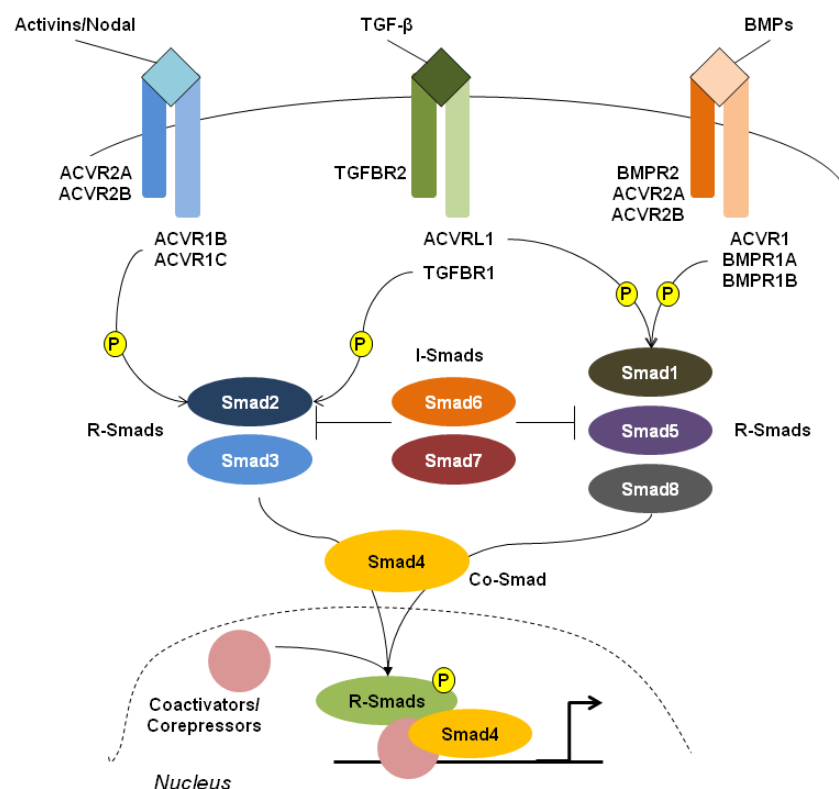 Activins/Nodal
TGF-β
BMPs
ACVR2A
ACVR2B
TGFBR2
BMPR2
ACVR2A
ACVR2B
ACVR1B
ACVR1C
ACVRL1
TGFBR1
ACVR1
BMPR1A
BMPR1B
P
P
P
P
I-Smads
Smad1
Smad2
Smad6
R-Smads
Smad5
R-Smads
Smad3
Smad7
Smad8
Smad4
Co-Smad
P
R-Smads
Coactivators/
Corepressors
Smad4
Nucleus